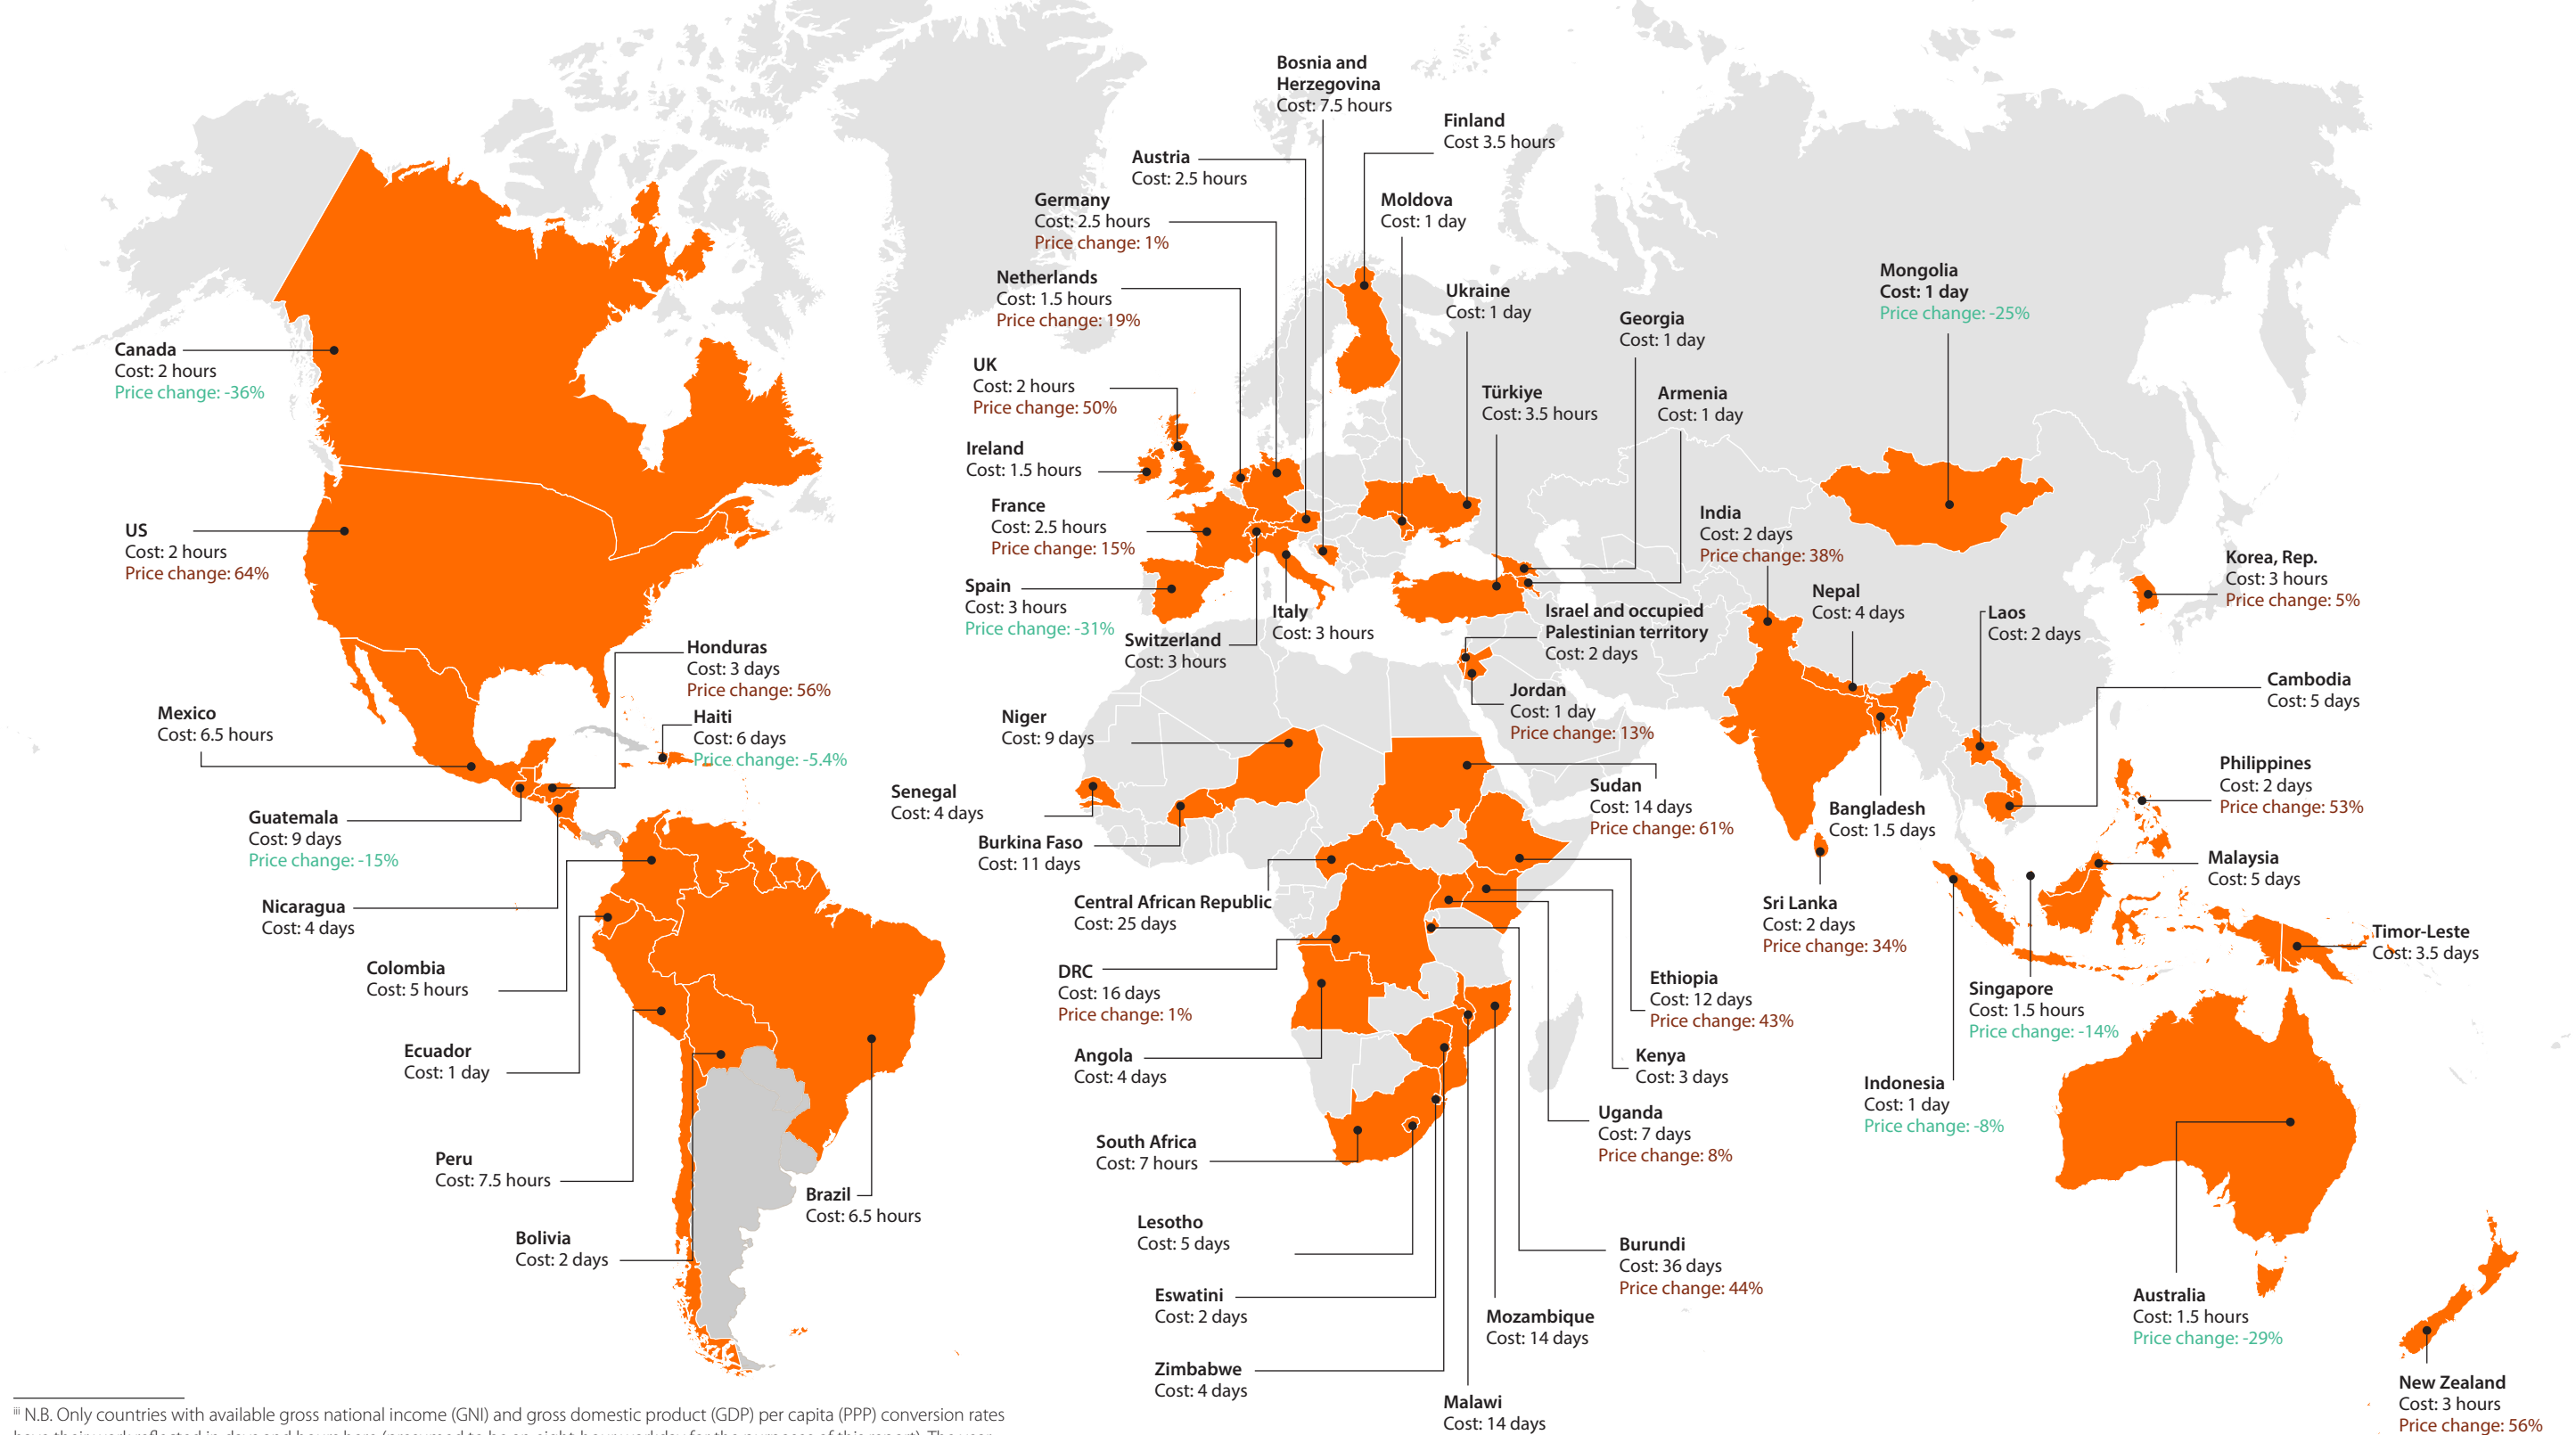 Bosnia and
Herzegovina
Cost: 7.5 hours
Finland
Cost 3.5 hours
Austria
Cost: 2.5 hours
Germany
Cost: 2.5 hours
Price change: 1%
Moldova
Cost: 1 day
Netherlands
Cost: 1.5 hours
Price change: 19%
Ukraine
Cost: 1 day
Georgia
Cost: 1 day
Mongolia
Cost: 1 day
Price change: -25%
Canada
Cost: 2 hours
Price change: -36%
UK
Cost: 2 hours
Price change: 50%
Türkiye
Cost: 3.5 hours
Armenia
Cost: 1 day
Ireland
Cost: 1.5 hours
France
Cost: 2.5 hours
Price change: 15%
India
Cost: 2 days
Price change: 38%
US
Cost: 2 hours
Price change: 64%
Korea, Rep.
Cost: 3 hours
Price change: 5%
Spain
Cost: 3 hours
Price change: -31%
Switzerland
Cost: 3 hours
Italy
Cost: 3 hours
Israel and occupied
Palestinian territory
Cost: 2 days
Nepal
Cost: 4 days
Laos
Cost: 2 days
Honduras
Cost: 3 days
Price change: 56%
Jordan
Cost: 1 day
Price change: 13%
Cambodia
Cost: 5 days
Mexico
Cost: 6.5 hours
Haiti
Cost: 6 days
Price change: -5.4%
Niger
Cost: 9 days
Senegal
Cost: 4 days
Sudan
Cost: 14 days
Price change: 61%
Bangladesh
Cost: 1.5 days
Philippines
Cost: 2 days
Price change: 53%
Guatemala
Cost: 9 days
Price change: -15%
Burkina Faso
Cost: 11 days
Malaysia
Cost: 5 days
Nicaragua
Cost: 4 days
Central African Republic
Cost: 25 days
Sri Lanka
Cost: 2 days
Price change: 34%
Timor-Leste
Cost: 3.5 days
Colombia
Cost: 5 hours
DRC
Cost: 16 days
Price change: 1%
Ethiopia
Cost: 12 days
Price change: 43%
Singapore
Cost: 1.5 hours
Price change: -14%
Ecuador
Cost: 1 day
Angola
Cost: 4 days
Kenya
Cost: 3 days
Indonesia
Cost: 1 day
Price change: -8%
Uganda
Cost: 7 days
Price change: 8%
South Africa
Cost: 7 hours
Peru
Cost: 7.5 hours
Brazil
Cost: 6.5 hours
Lesotho
Cost: 5 days
Bolivia
Cost: 2 days
Burundi
Cost: 36 days
Price change: 44%
Eswatini
Cost: 2 days
Mozambique
Cost: 14 days
Australia
Cost: 1.5 hours
Price change: -29%
Zimbabwe
Cost: 4 days
Malawi
Cost: 14 days
New Zealand
Cost: 3 hours
Price change: 56%
iii N.B. Only countries with available gross national income (GNI) and gross domestic product (GDP) per capita (PPP) conversion rates